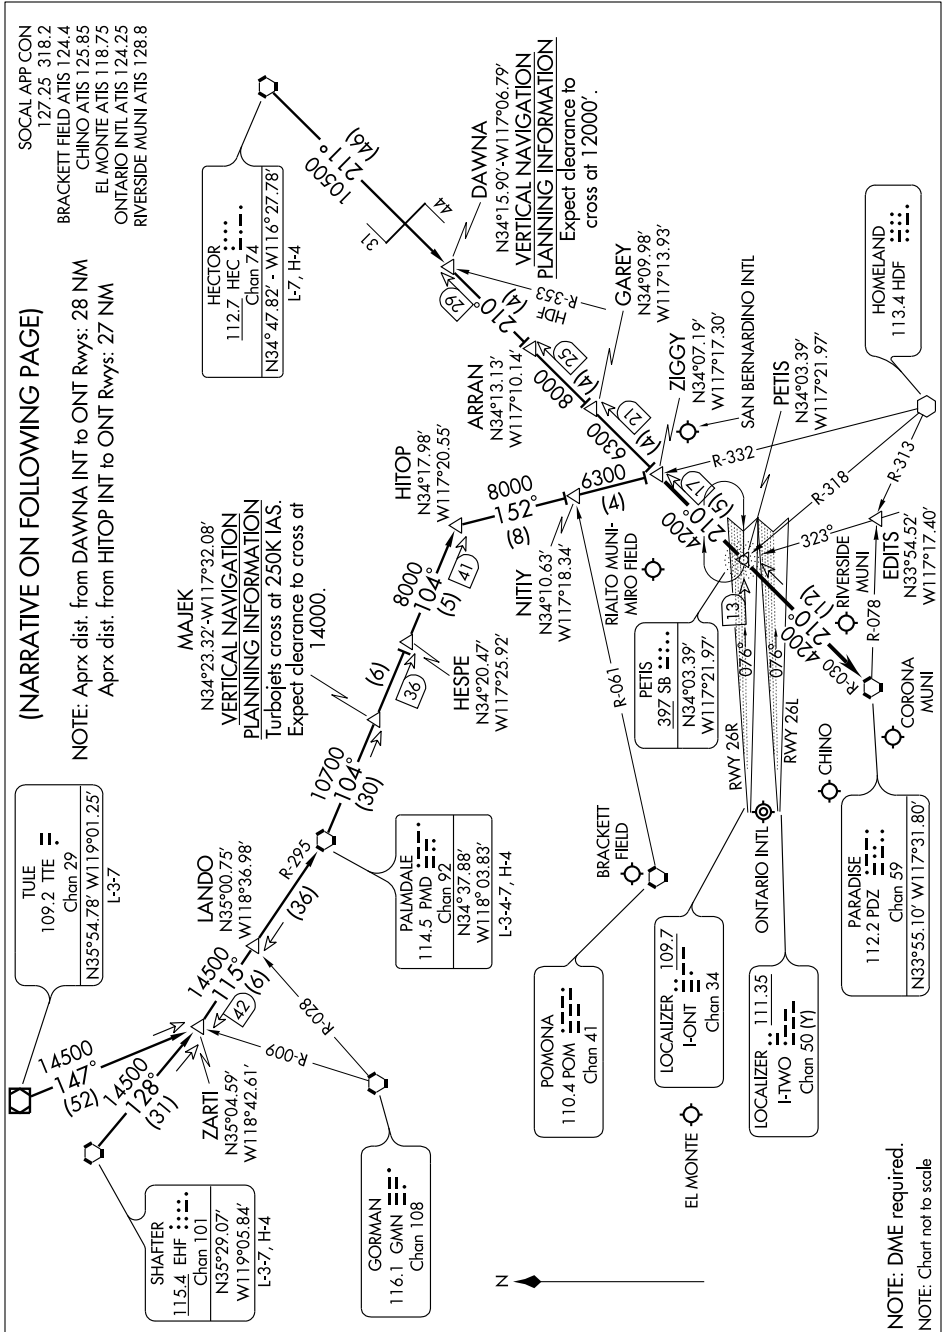 (NARRATIVE ON FOLLOWING PAGE)
NOTE: Aprx dist. from DAWNA INT to ONT Rwys: 28 NM
Aprx dist. from HITOP INT to ONT Rwys: 27 NM
SOCAL APP CON
127.25 318.2
BRACKETT FIELD ATIS 124.4
CHINO ATIS 125.85
EL MONTE ATIS 118.75
ONTARIO INTL ATIS 124.25
RIVERSIDE MUNI ATIS 128.8
TULE
109.2 TTE
Chan 29
N35°54.78' W119°01.25'
L-3-7
14500
147°
(52)
14500
128°
(31)
SHAFTER
115.4 EHF
Chan 101
N35°29.07'
W119°05.84'
L-3-7, H-4
ZARTI
N35°04.59'
W118°42.61'
14500
115°
(6)
42
LANDO
N35°00.75'
W118°36.98'
R-295
(36)
R-009
R-028
GORMAN
116.1 GMN
Chan 108
PALMDALE
114.5 PMD
Chan 92
N34°37.88'
W118°03.83'
L-3-4-7, H-4
10700
104°
(30)
MAJEK
N34°23.32'-W117°32.08'
VERTICAL NAVIGATION
PLANNING INFORMATION
Turbojets cross at 250K IAS.
Expect clearance to cross at
14000.
(6)
36
HESPE
N34°20.47'
W117°25.92'
8000
104°
(5)
41
HITOP
N34°17.98'
W117°20.55'
8000
152°
(8)
NITIY
N34°10.63'
W117°18.34'
6300
(4)
HECTOR
112.7 HEC
Chan 74
N34°47.82' - W116°27.78'
L-7, H-4
10500
211°
(46)
31
44
DAWNA
N34°15.90'-W117°06.79'
VERTICAL NAVIGATION
PLANNING INFORMATION
Expect clearance to
cross at 12000'.
29
210°
(4)
HDF
R-353
ARRAN
N34°13.13'
W117°10.14'
8000
(4)
25
GAREY
N34°09.98'
W117°13.93'
6300
(4)
21
ZIGGY
N34°07.19'
W117°17.30'
SAN BERNARDINO INTL
4200
210°
(5)
17
PETIS
N34°03.39'
W117°21.97'
R-332
R-318
R-313
323°
HOMELAND
113.4 HDF
RIALTO MUNI-
MIRO FIELD
R-061
PETIS
397 SB
N34°03.39'
W117°21.97'
13
RWY 26R
076°
RWY 26L
076°
4200
210°
(12)
R-030
RIVERSIDE
MUNI
EDITS
N33°54.52'
W117°17.40'
R-078
CORONA
MUNI
CHINO
BRACKETT
FIELD
POMONA
110.4 POM
Chan 41
LOCALIZER 109.7
I-ONT
Chan 34
ONTARIO INTL
LOCALIZER 111.35
I-TWO
Chan 50 (Y)
PARADISE
112.2 PDZ
Chan 59
N33°55.10' W117°31.80'
EL MONTE
N
NOTE: DME required.
NOTE: Chart not to scale